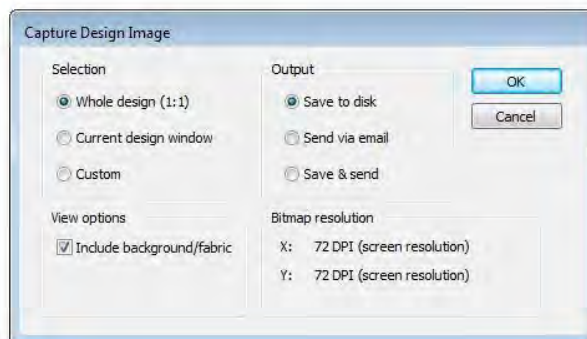 Capture Design Image
Selection
Whole design (1:1)
Current design window
Custom
Output
Save to disk
Send via email
Save & send
OK
Cancel
View options
Include background/fabric
Bitmap resolution
X: 72 DPI (screen resolution)
Y: 72 DPI (screen resolution)